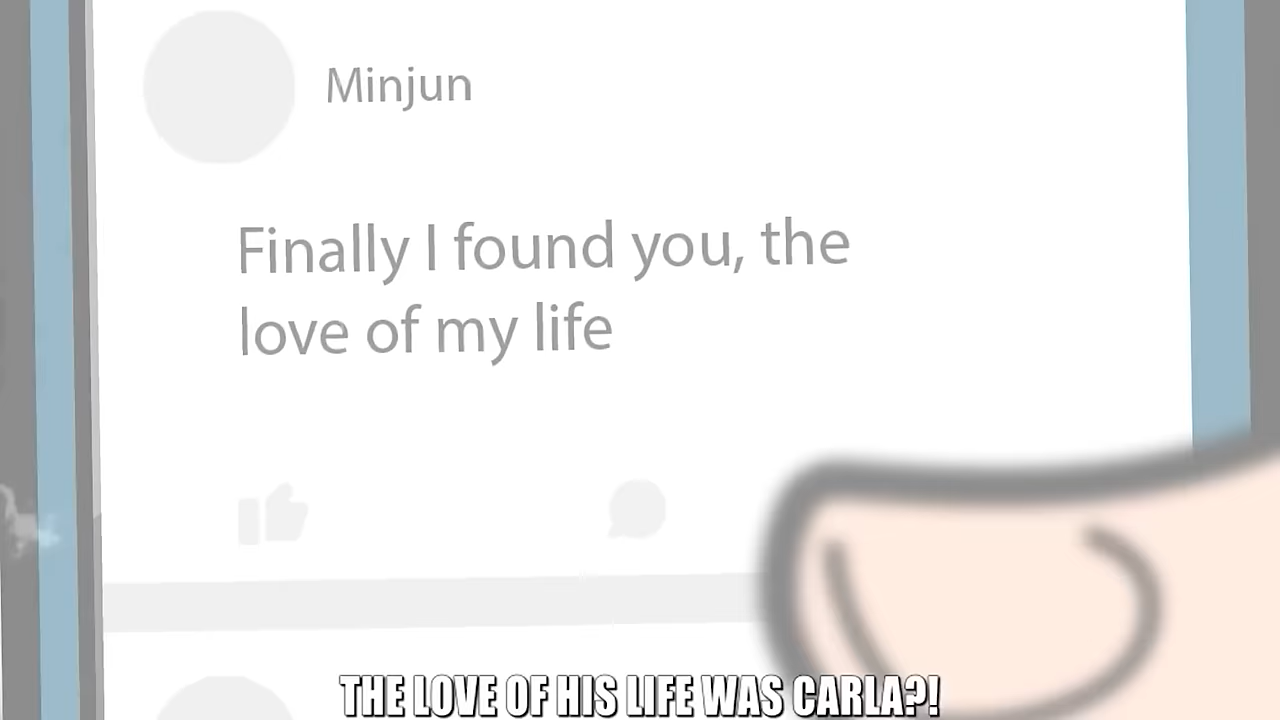 Minjun
Finally I found you, the
love of my life
THE LOVE OF HIS LIFE WAS CARLA?!